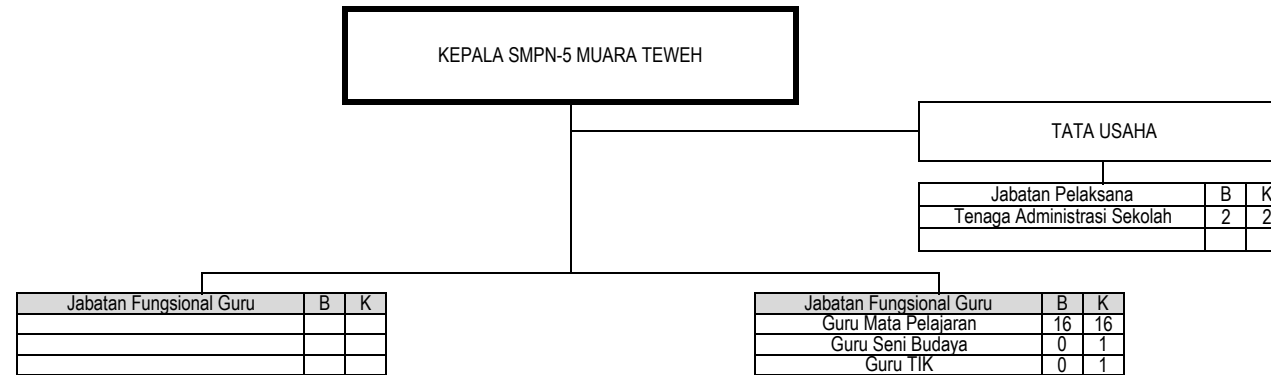 KEPALA SMPN-5 MUARA TEWEH
TATA USAHA
Jabatan Pelaksana B K
Tenaga Administrasi Sekolah 2 2
Jabatan Fungsional Guru B K
Jabatan Fungsional Guru B K
Guru Mata Pelajaran 16 16
Guru Seni Budaya 0 1
Guru TIK 0 1